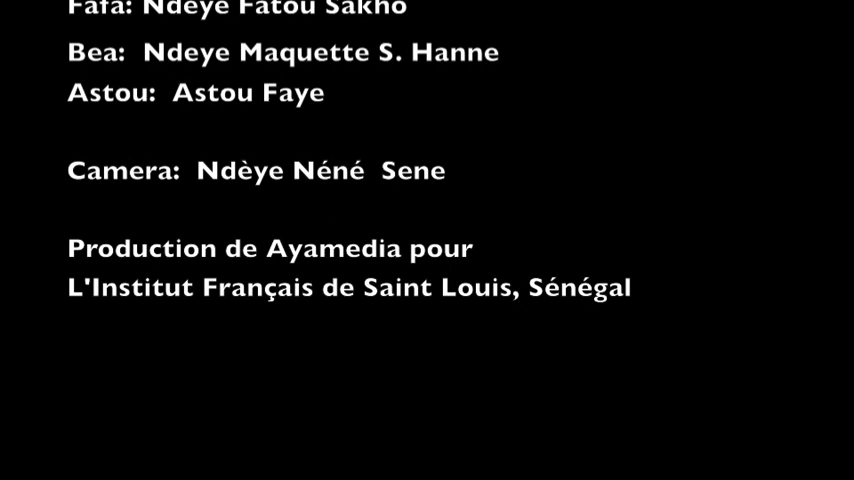 Fafa: Ndeye Fatou Sakho
Bea: Ndeye Maquette S. Hanne
Astou: Astou Faye
Camera: Ndèye Néné Sene
Production de Ayamedia pour
L'Institut Français de Saint Louis, Sénégal